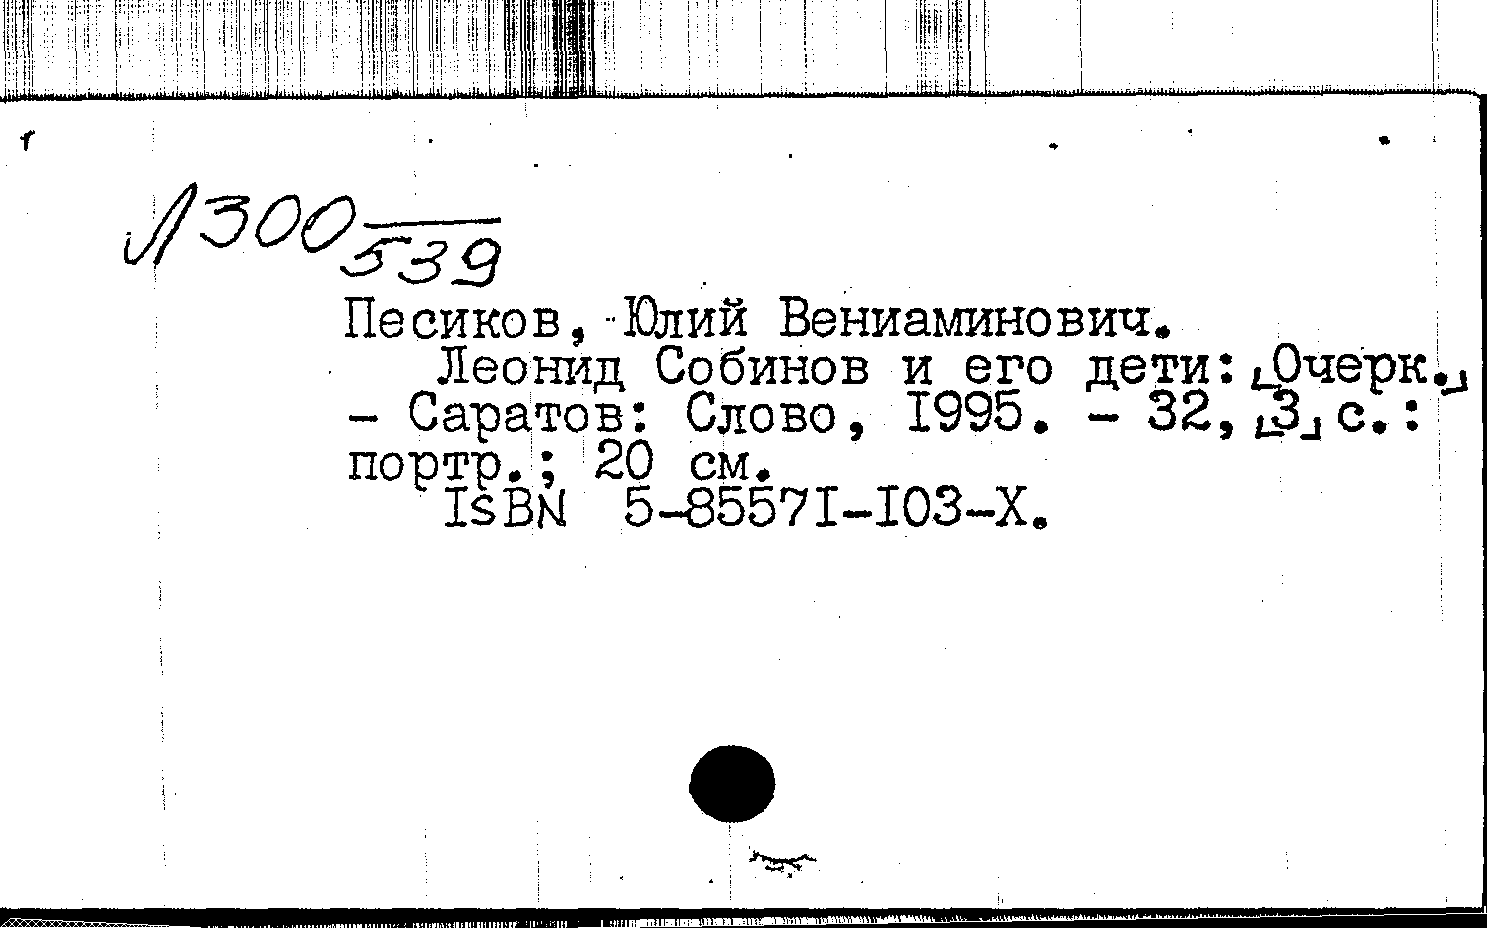 Л300
539
Песиков, Юлий Вениаминович.
Леонид Собинов и его дети: [Очерк.]
- Саратов: Слово, 1995. - 32, [3] с.:
портр.; 20 см.
ISBN 5-85571-103-X.